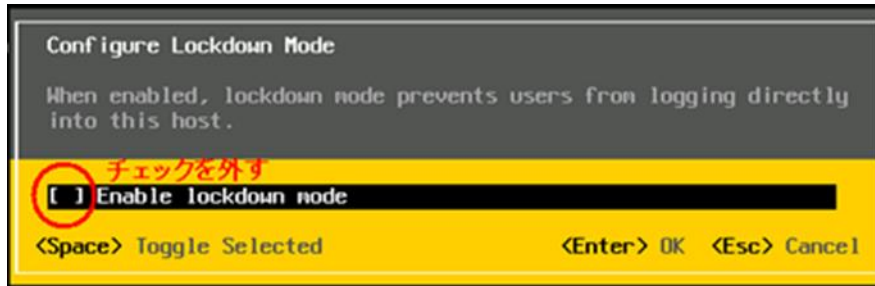 Configure Lockdown Mode
When enabled, lockdown mode prevents users from logging directly
into this host.
チェックを外す
[ ] Enable lockdown mode
<Space> Toggle Selected <Enter> OK <Esc> Cancel